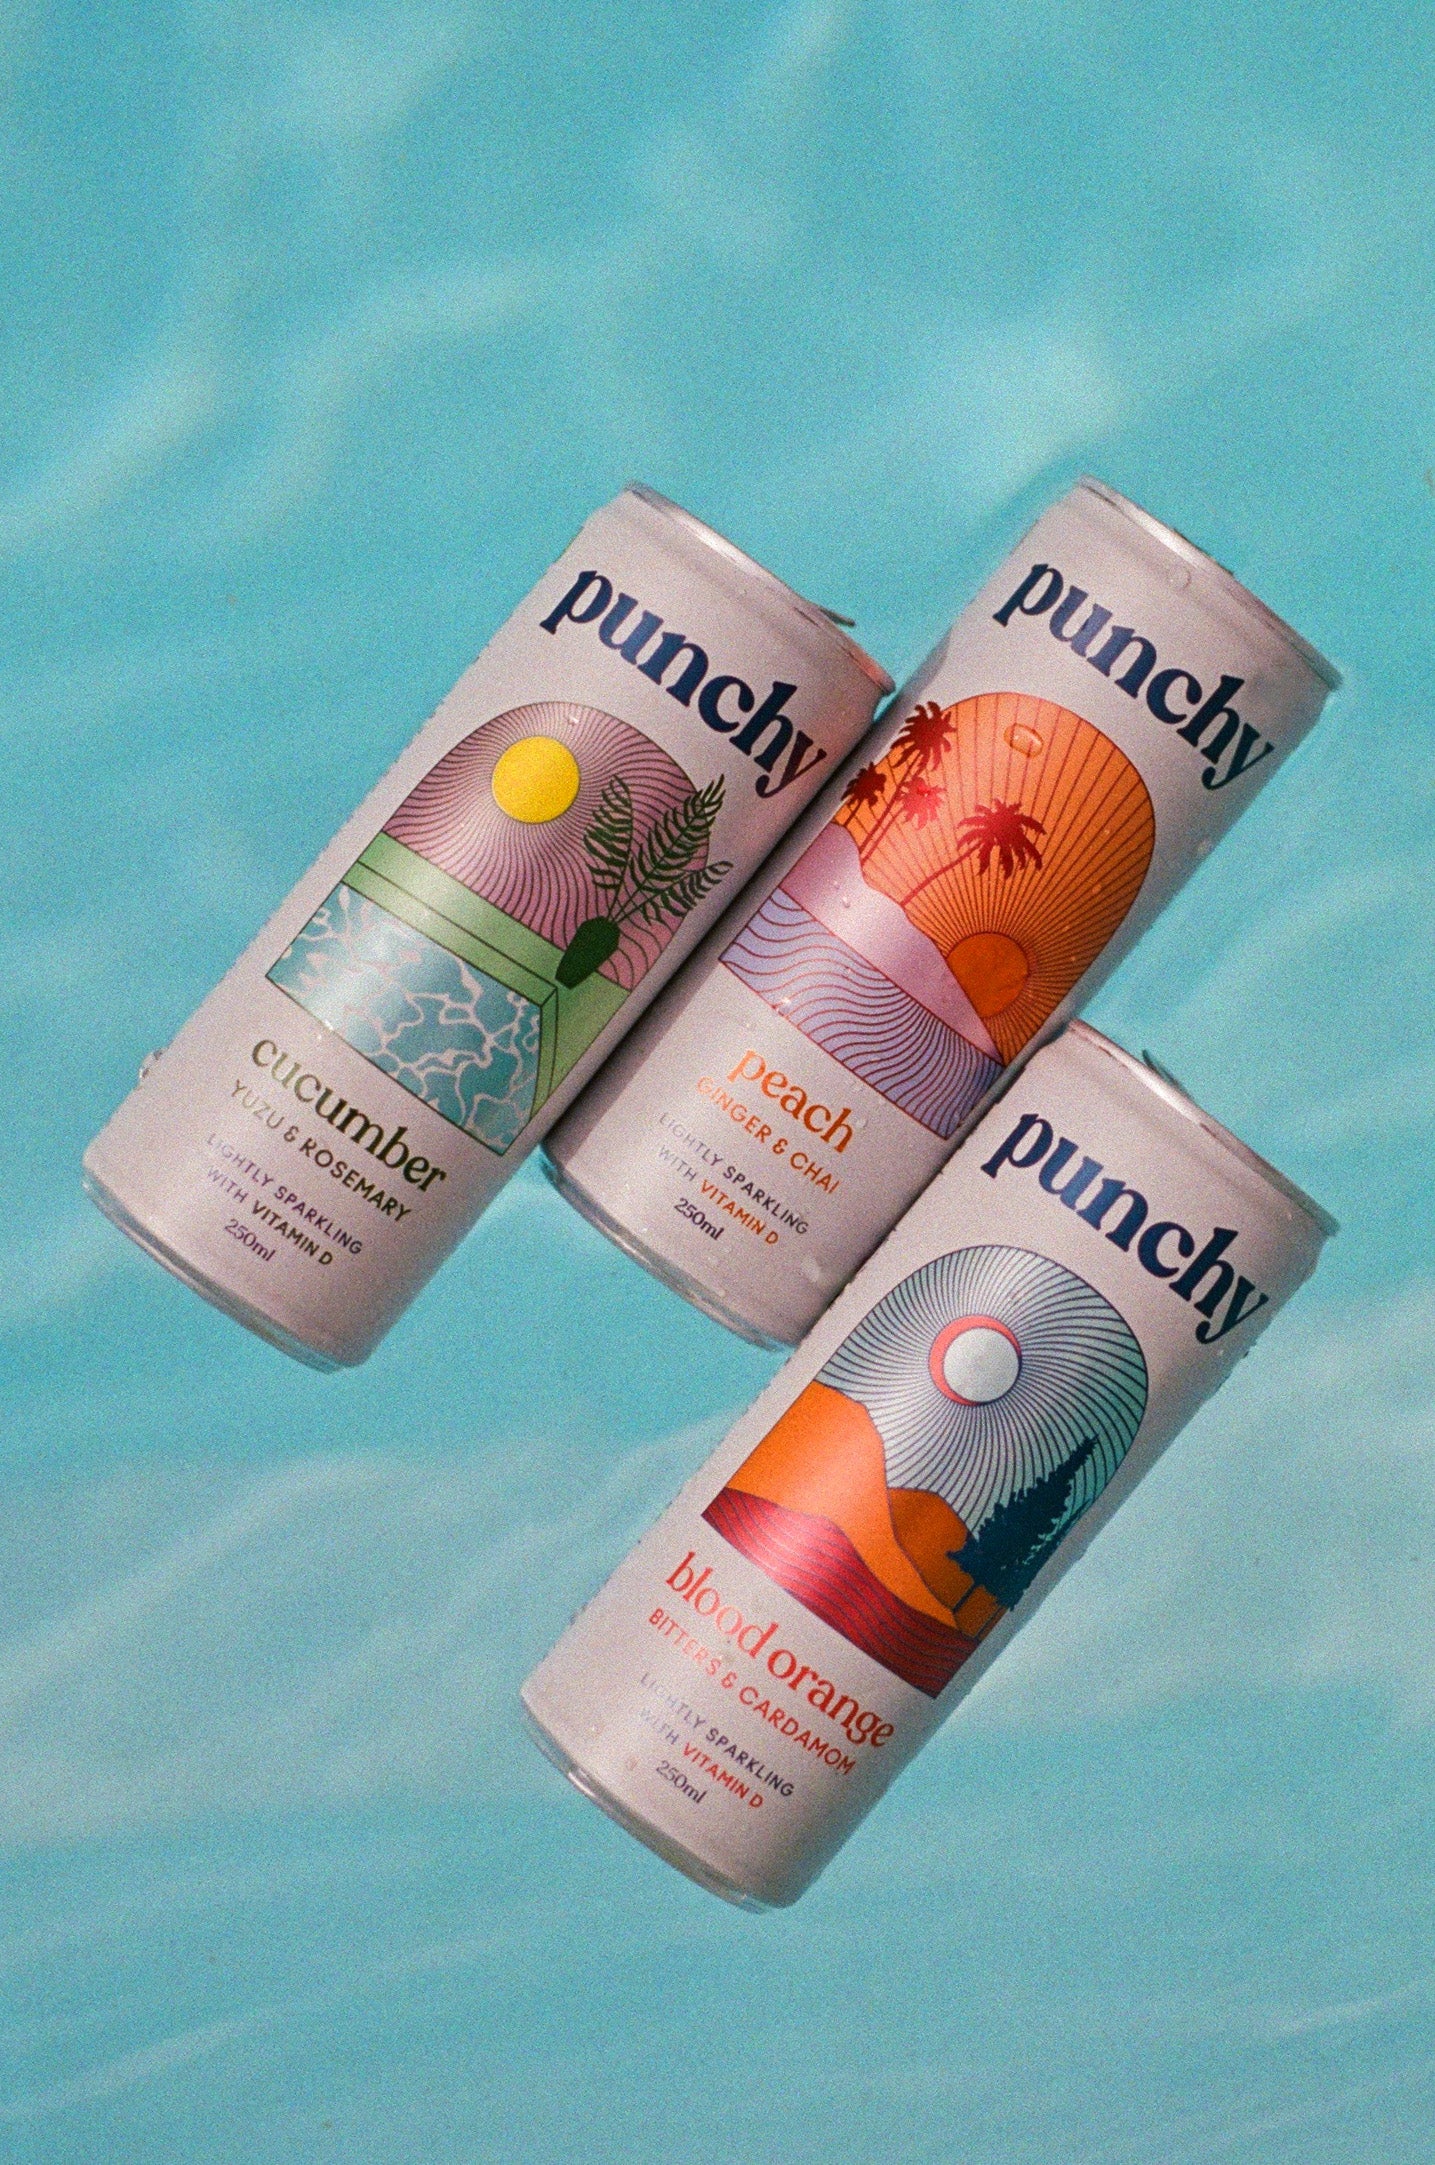 punchy
cucumber
YUZU & ROSEMARY
LIGHTLY SPARKLING
WITH VITAMIN D
250ml
punchy
peach
GINGER & CHAI
LIGHTLY SPARKLING
WITH VITAMIN D
250ml
punchy
blood orange
BITTERS & CARDAMOM
LIGHTLY SPARKLING
WITH VITAMIN D
250ml